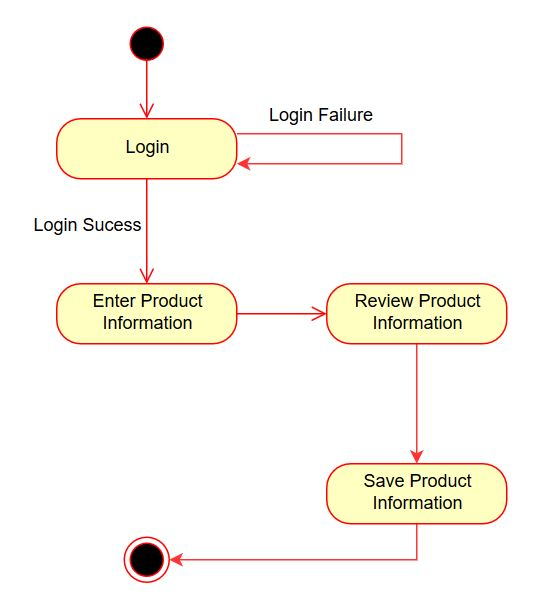 Login Failure
Login
Login Sucess
Enter Product
Information
Review Product
Information
Save Product
Information